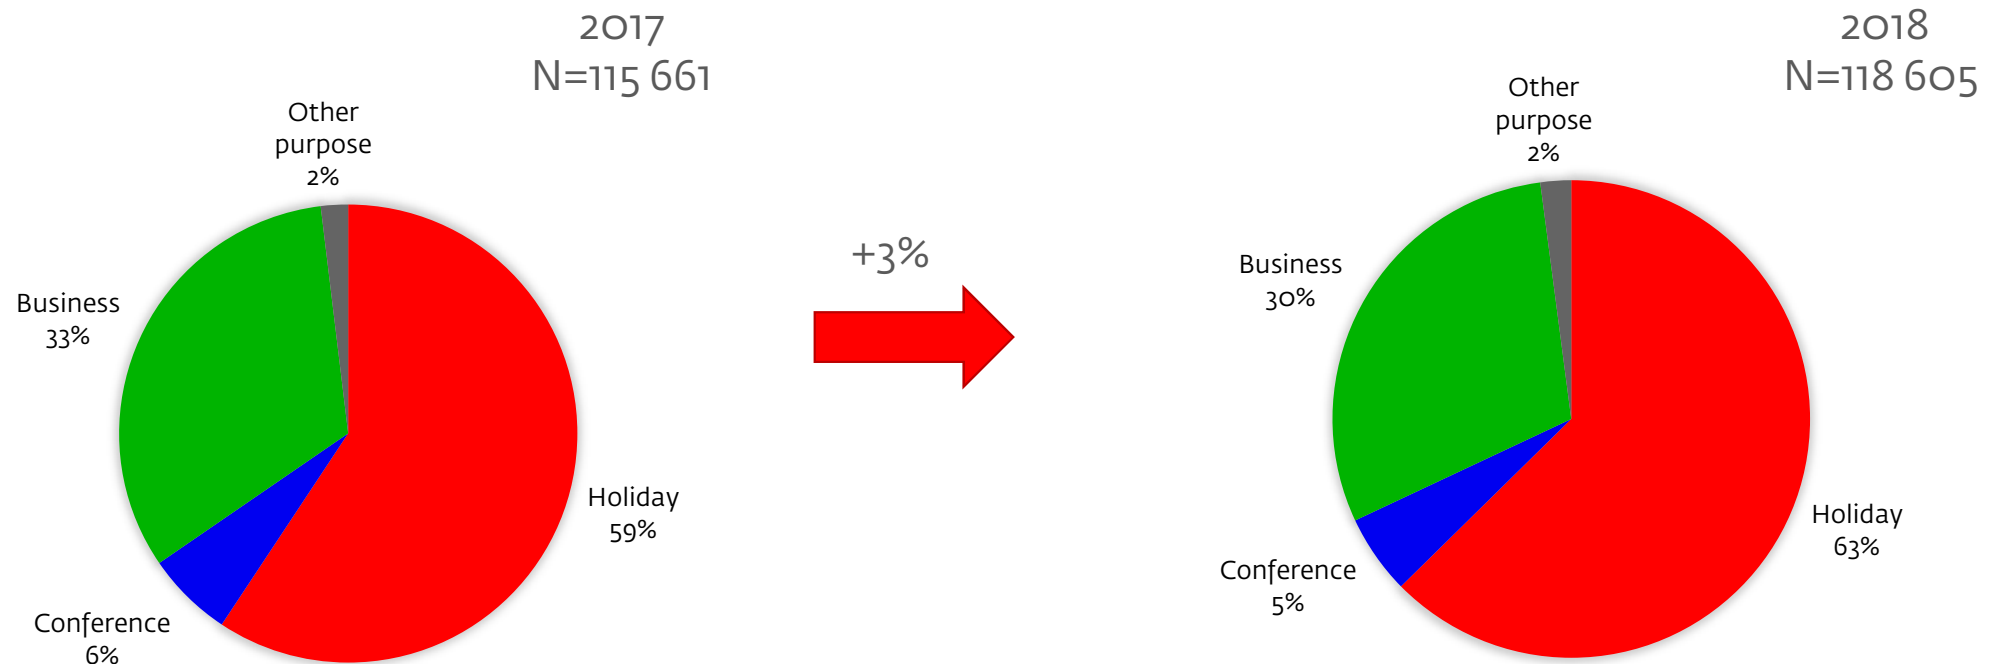 2017
N=115 661
Other
purpose
2%
Business
33%
Holiday
59%
Conference
6%
+3%
2018
N=118 605
Other
purpose
2%
Business
30%
Holiday
63%
Conference
5%